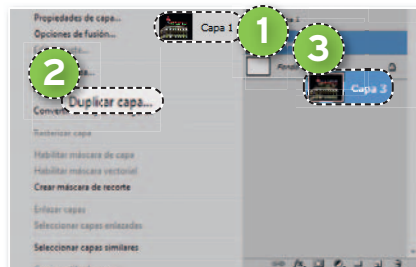 Propiedades de capa...
Opciones de fusión...
Capa 1
1
3
2
Duplicar capa...
Capa 3
Rasterizar capa
Habilitar máscara de capa
Habilitar máscara vectorial
Crear máscara de recorte
Enlazar capas
Seleccionar capas enlazadas
Seleccionar capas similares